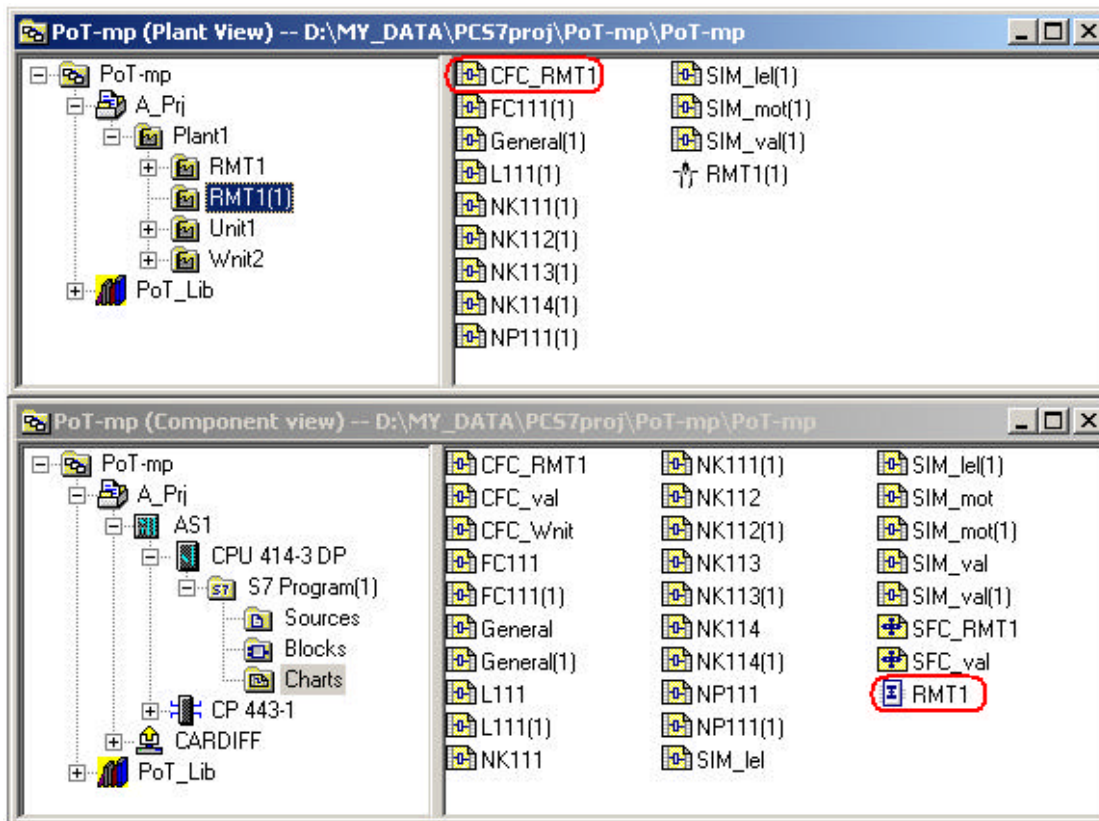 PoT-mp (Plant View) -- D:\MY_DATA\PCS7proj\PoT-mp\PoT-mp
PoT-mp
A_Prj
Plant1
RMT1
RMT1(1)
Unit1
Wnit2
PoT_Lib
CFC_RMT1
FC111(1)
General(1)
L111(1)
NK111(1)
NK112(1)
NK113(1)
NK114(1)
NP111(1)
SIM_lel(1)
SIM_mot(1)
SIM_val(1)
RMT1(1)
PoT-mp (Component view) -- D:\MY_DATA\PCS7proj\PoT-mp\PoT-mp
PoT-mp
A_Prj
AS1
CPU 414-3 DP
S7 Program(1)
Sources
Blocks
Charts
CP 443-1
CARDIFF
PoT_Lib
CFC_RMT1
CFC_val
CFC_Wnit
FC111
FC111(1)
General
General(1)
L111
L111(1)
NK111
NK111(1)
NK112
NK112(1)
NK113
NK113(1)
NK114
NK114(1)
NP111
NP111(1)
SIM_lel
SIM_lel(1)
SIM_mot
SIM_mot(1)
SIM_val
SIM_val(1)
SFC_RMT1
SFC_val
RMT1